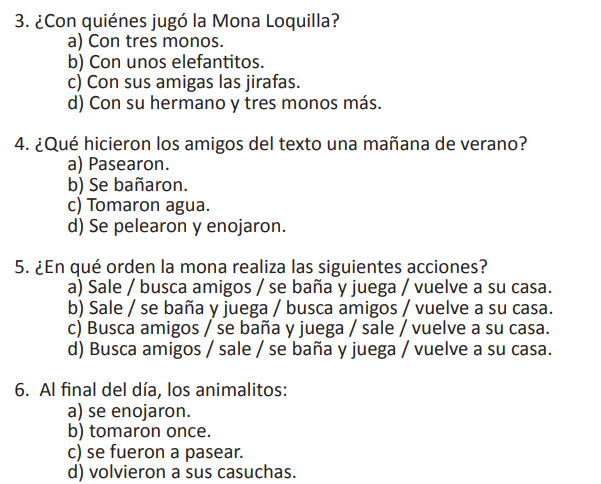 3. ¿Con quiénes jugó la Mona Loquilla?
a) Con tres monos.
b) Con unos elefantitos.
c) Con sus amigas las jirafas.
d) Con su hermano y tres monos más.
4. ¿Qué hicieron los amigos del texto una mañana de verano?
a) Pasearon.
b) Se bañaron.
c) Tomaron agua.
d) Se pelearon y enojaron.
5. ¿En qué orden la mona realiza las siguientes acciones?
a) Sale / busca amigos / se baña y juega / vuelve a su casa.
b) Sale / se baña y juega / busca amigos / vuelve a su casa.
c) Busca amigos / se baña y juega / sale / vuelve a su casa.
d) Busca amigos / sale / se baña y juega / vuelve a su casa.
6. Al final del día, los animalitos:
a) se enojaron.
b) tomaron once.
c) se fueron a pasear.
d) volvieron a sus casuchas.